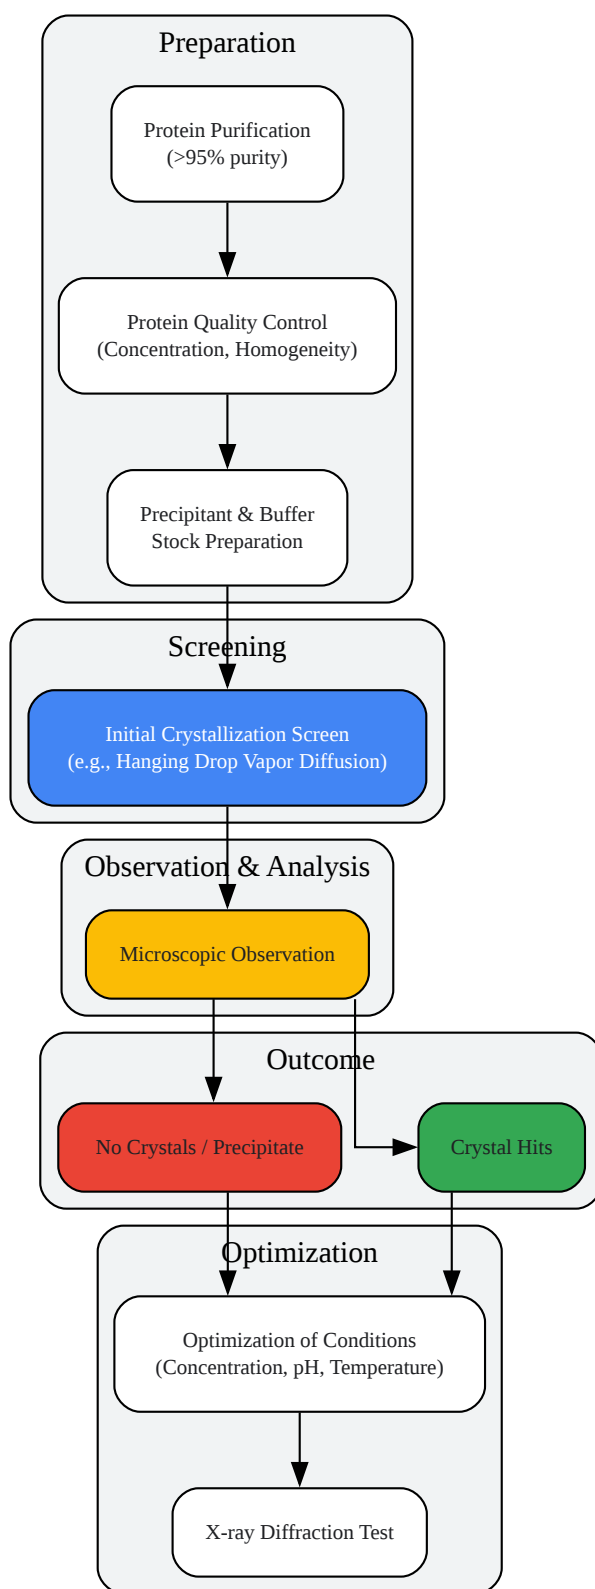 Preparation
Protein Purification
(>95% purity)
Protein Quality Control
(Concentration, Homogeneity)
Precipitant & Buffer
Stock Preparation
Screening
Initial Crystallization Screen
(e.g., Hanging Drop Vapor Diffusion)
Observation & Analysis
Microscopic Observation
Outcome
No Crystals / Precipitate
Crystal Hits
Optimization
Optimization of Conditions
(Concentration, pH, Temperature)
X-ray Diffraction Test